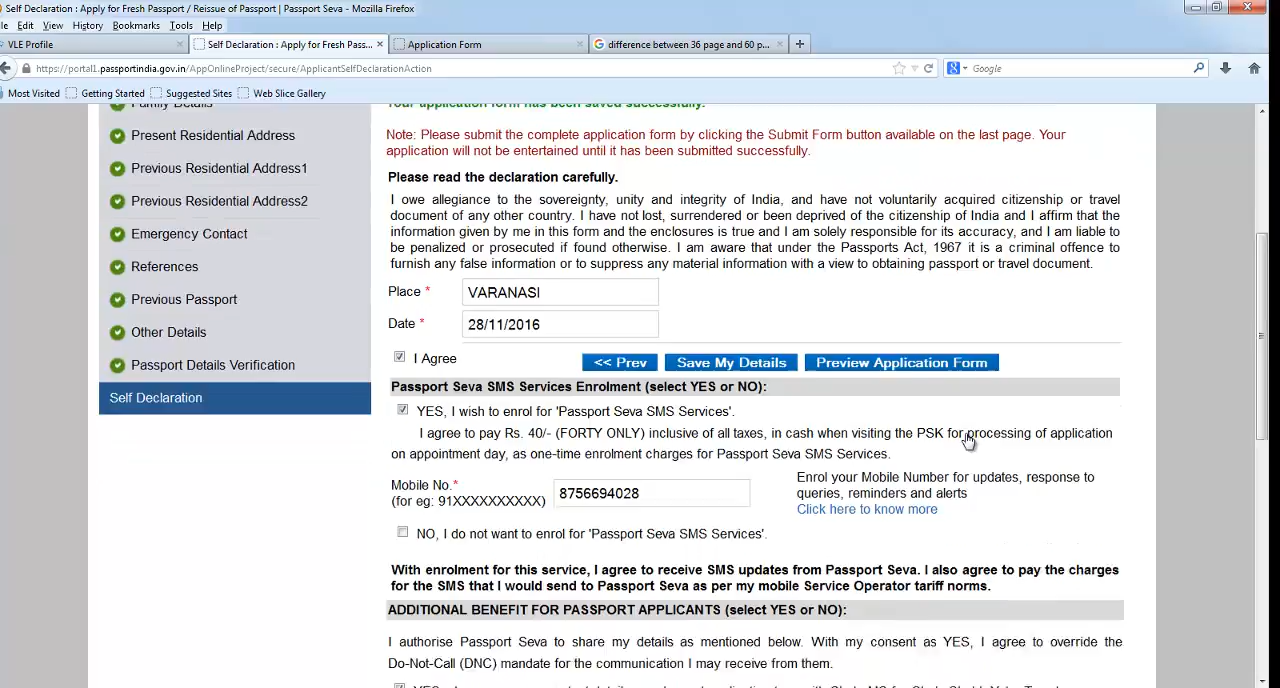 Self Declaration : Apply for Fresh Passport / Reissue of Passport | Passport Seva - Mozilla Firefox
Edit View History Bookmarks Tools Help
VLE Profile
Self Declaration : Apply for Fresh Pass...
Application Form
difference between 36 page and 60 p...
https://portal1.passportindia.gov.in/AppOnlineProject/secure/ApplicantSelfDeclarationAction
Google
Most Visited Getting Started Suggested Sites Web Slice Gallery
Family Details
Present Residential Address
Previous Residential Address1
Previous Residential Address2
Emergency Contact
References
Previous Passport
Other Details
Passport Details Verification
Self Declaration
Your application form has been saved successfully.
Note: Please submit the complete application form by clicking the Submit Form button available on the last page. Your
application will not be entertained until it has been submitted successfully.
Please read the declaration carefully.
I owe allegiance to the sovereignty, unity and integrity of India, and have not voluntarily acquired citizenship or travel
document of any other country. I have not lost, surrendered or been deprived of the citizenship of India and I affirm that the
information given by me in this form and the enclosures is true and I am solely responsible for its accuracy, and I am liable to
be penalized or prosecuted if found otherwise. I am aware that under the Passports Act, 1967 it is a criminal offence to
furnish any false information or to suppress any material information with a view to obtaining passport or travel document.
Place * VARANASI
Date * 28/11/2016
I Agree
<< Prev Save My Details Preview Application Form
Passport Seva SMS Services Enrolment (select YES or NO):
YES, I wish to enrol for 'Passport Seva SMS Services'.
I agree to pay Rs. 40/- (FORTY ONLY) inclusive of all taxes, in cash when visiting the PSK for processing of application
on appointment day, as one-time enrolment charges for Passport Seva SMS Services.
Mobile No.*
(for eg: 91XXXXXXXXXX) 8756694028
Enrol your Mobile Number for updates, response to
queries, reminders and alerts
Click here to know more
NO, I do not want to enrol for 'Passport Seva SMS Services'.
With enrolment for this service, I agree to receive SMS updates from Passport Seva. I also agree to pay the charges
for the SMS that I would send to Passport Seva as per my mobile Service Operator tariff norms.
ADDITIONAL BENEFIT FOR PASSPORT APPLICANTS (select YES or NO):
I authorise Passport Seva to share my details as mentioned below. With my consent as YES, I agree to override the
Do-Not-Call (DNC) mandate for the communication I may receive from them.